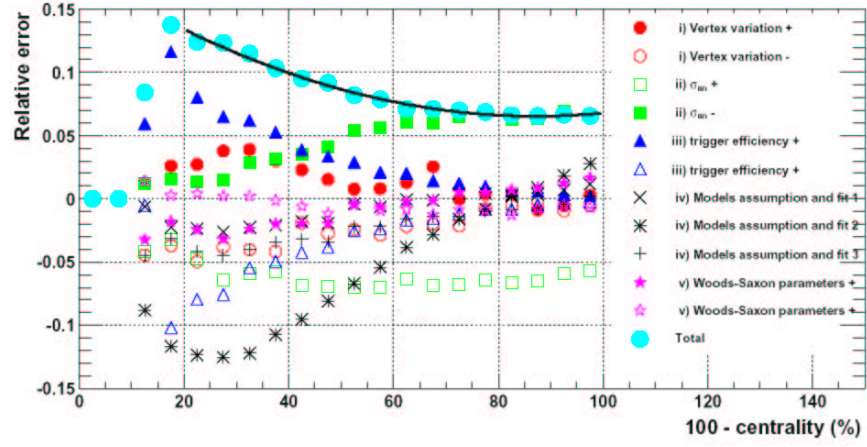 Relative error
0.15
0.1
0.05
0
-0.05
-0.1
-0.15
0
20
40
60
80
100
120
140
100 - centrality (%)
i) Vertex variation +
i) Vertex variation -
ii) σnn +
ii) σnn -
iii) trigger efficiency +
iii) trigger efficiency +
iv) Models assumption and fit 1
iv) Models assumption and fit 2
iv) Models assumption and fit 3
v) Woods-Saxon parameters +
v) Woods-Saxon parameters +
Total